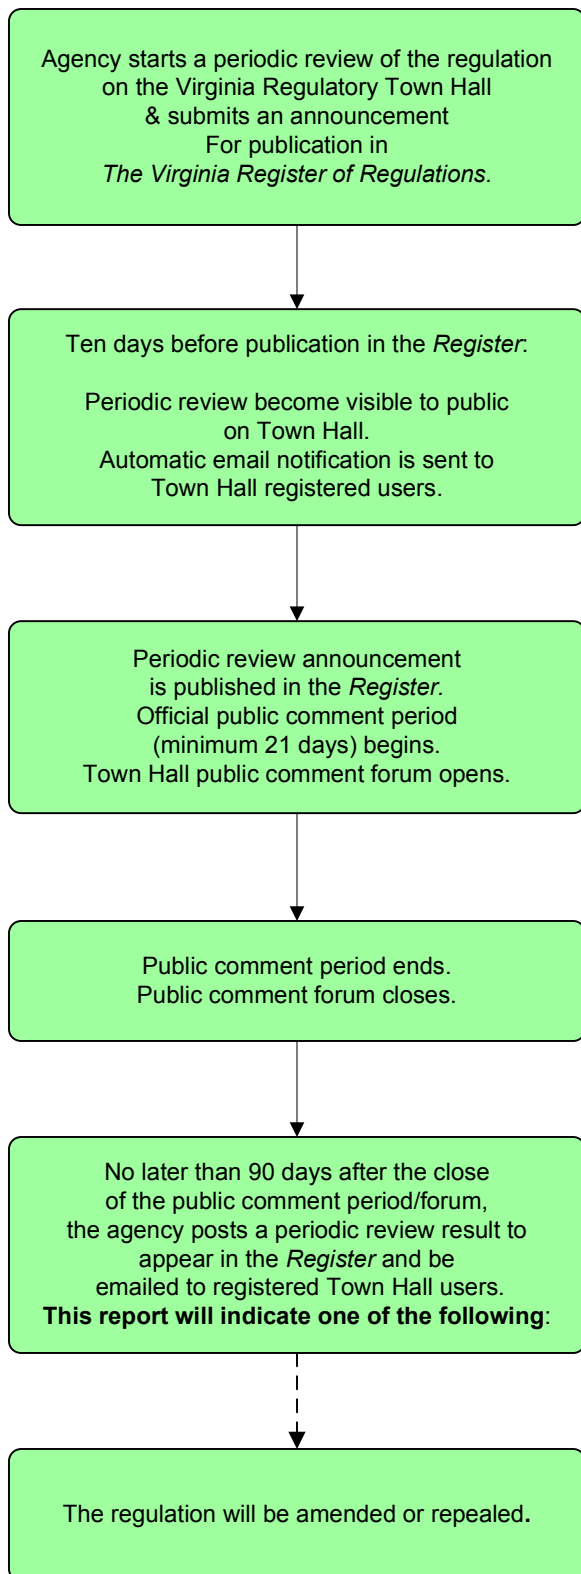 Agency starts a periodic review of the regulation
on the Virginia Regulatory Town Hall
& submits an announcement
For publication in
The Virginia Register of Regulations.
Ten days before publication in the Register:
Periodic review become visible to public
on Town Hall.
Automatic email notification is sent to
Town Hall registered users.
Periodic review announcement
is published in the Register.
Official public comment period
(minimum 21 days) begins.
Town Hall public comment forum opens.
Public comment period ends.
Public comment forum closes.
No later than 90 days after the close
of the public comment period/forum,
the agency posts a periodic review result to
appear in the Register and be
emailed to registered Town Hall users.
This report will indicate one of the following:
The regulation will be amended or repealed.